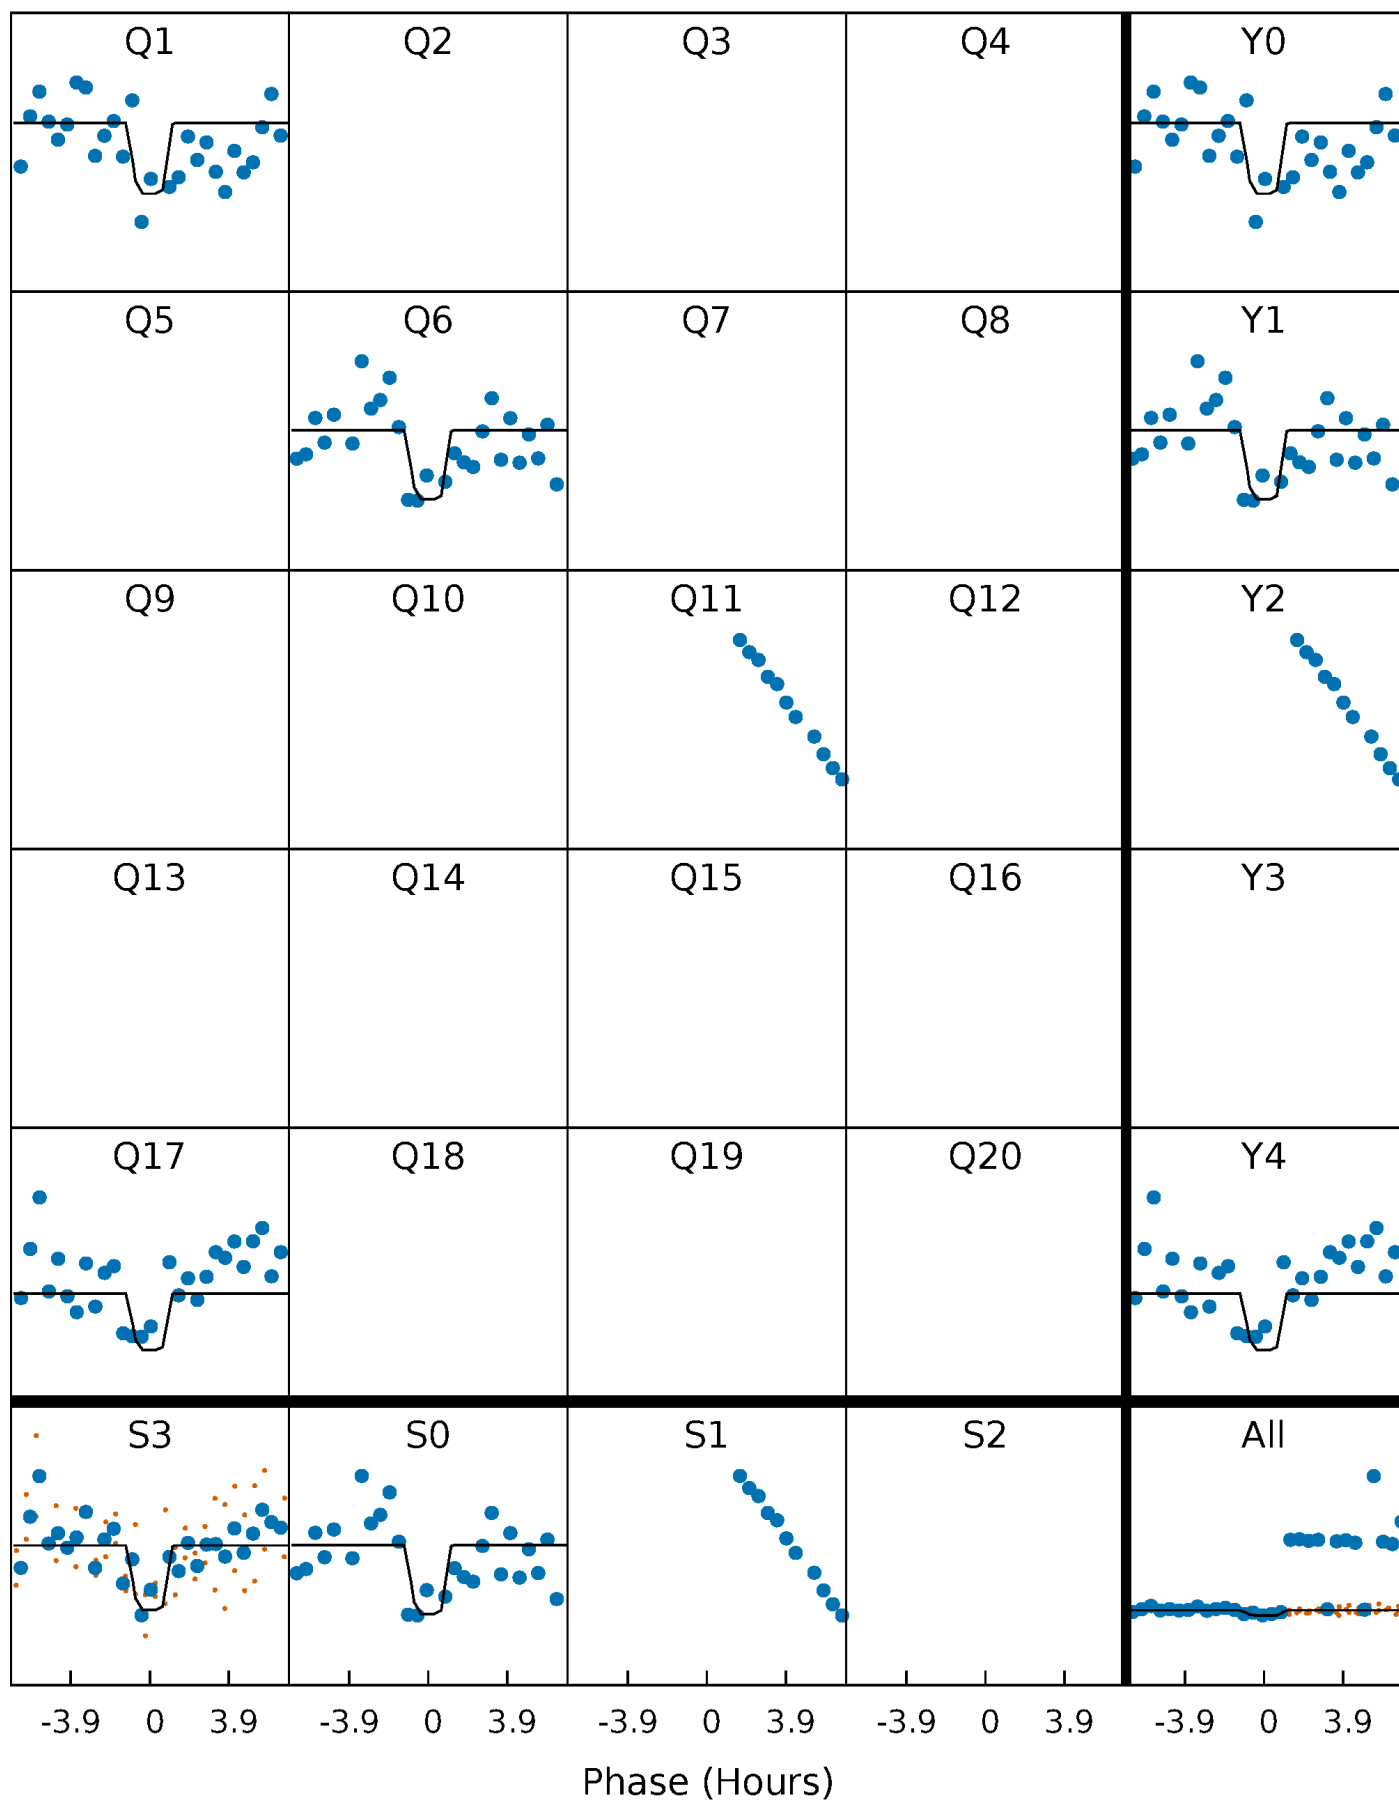 Q1 Q2 Q3 Q4 Y0
Q5 Q6 Q7 Q8 Y1
Q9 Q10 Q11 Q12 Y2
Q13 Q14 Q15 Q16 Y3
Q17 Q18 Q19 Q20 Y4
S3 S0 S1 S2 All
-3.9 0 3.9 -3.9 0 3.9 -3.9 0 3.9 -3.9 0 3.9 -3.9 0 3.9
Phase (Hours)